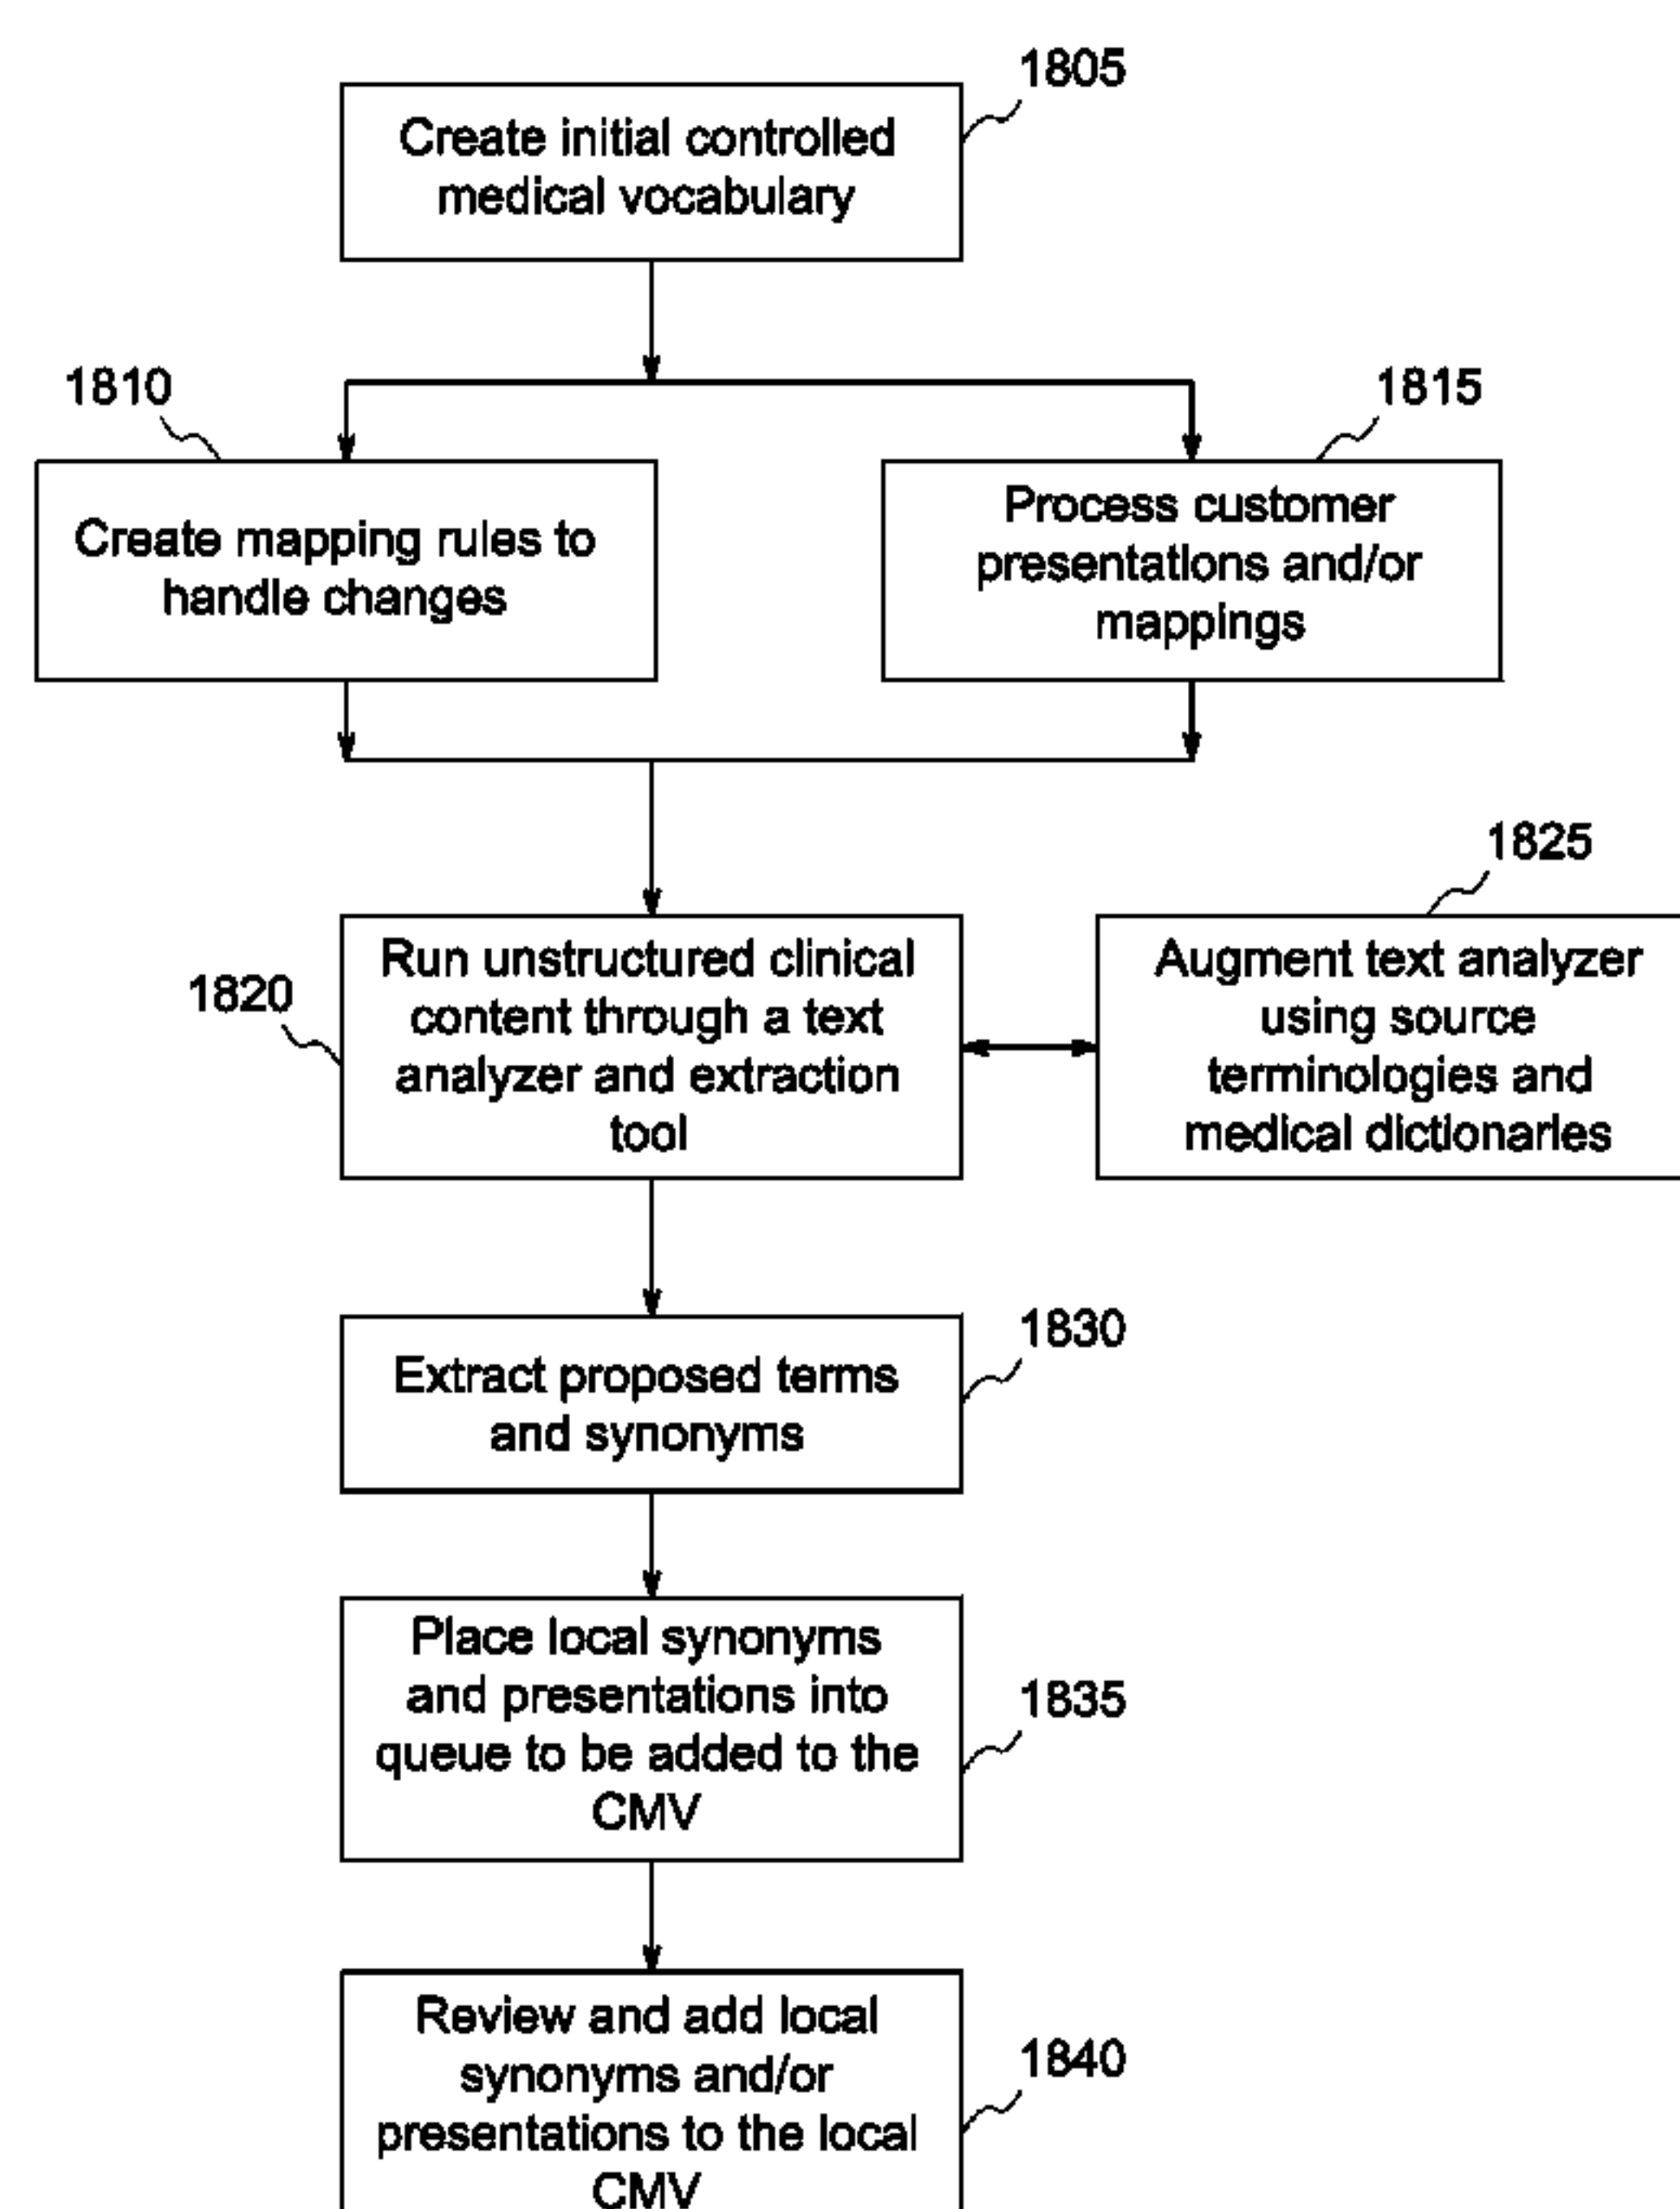 1805
Create initial controlled
medical vocabulary
1810
1815
Create mapping rules to
handle changes
Process customer
presentations and/or
mappings
1825
1820
Run unstructured clinical
content through a text
analyzer and extraction
tool
Augment text analyzer
using source
terminologies and
medical dictionaries
1830
Extract proposed terms
and synonyms
1835
Place local synonyms
and presentations into
queue to be added to the
CMV
1840
Review and add local
synonyms and/or
presentations to the local
CMV